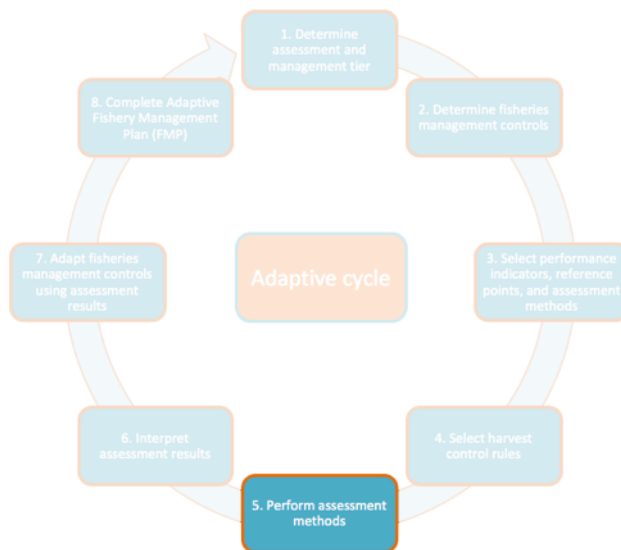 1. Determine
assessment and
management tier
2. Determine fisheries
management controls
3. Select performance
indicators, reference
points, and assessment
methods
4. Select harvest
control rules
5. Perform assessment
methods
6. Interpret
assessment results
7. Adapt fisheries
management controls
using assessment
results
8. Complete Adaptive
Fishery Management
Plan (FMP)
Adaptive cycle